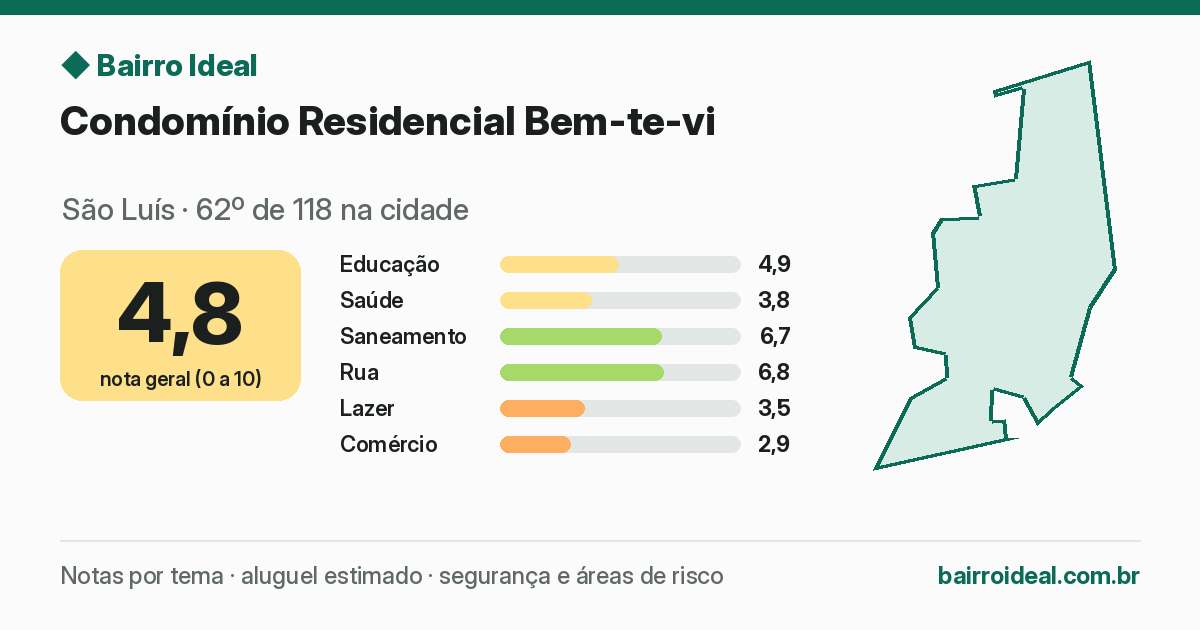 Bairro Ideal
Condomínio Residencial Bem-te-vi
São Luís · 62º de 118 na cidade
4,8
nota geral (0 a 10)
Educação 4,9
Saúde 3,8
Saneamento 6,7
Rua 6,8
Lazer 3,5
Comércio 2,9
Notas por tema · aluguel estimado · segurança e áreas de risco
bairroideal.com.br